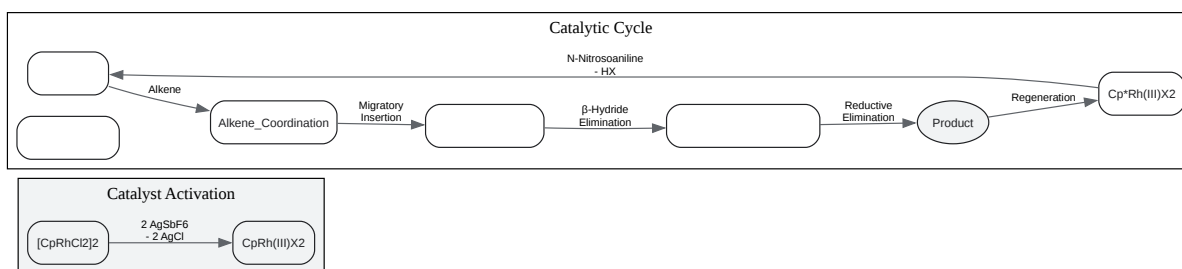 Catalytic Cycle
N-Nitrosoaniline
- HX
Alkene
Alkene_Coordination
Migratory
Insertion
β-Hydride
Elimination
Reductive
Elimination
Product
Regeneration
Cp*Rh(III)X2
Catalyst Activation
[CpRhCl2]2
2 AgSbF6
- 2 AgCl
CpRh(III)X2